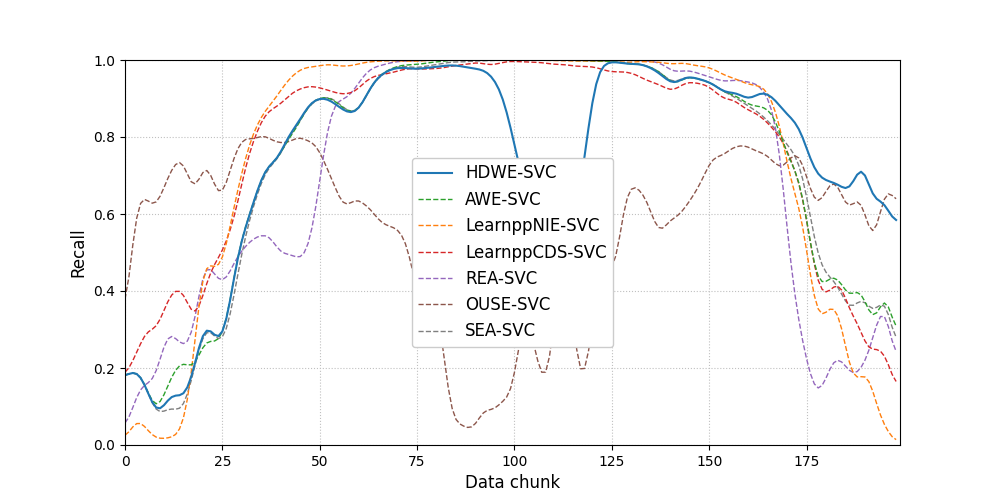 1.0
0.8
0.6
0.4
0.2
0.0
Recall
HDWE-SVC
AWE-SVC
LearnppNIE-SVC
LearnppCDS-SVC
REA-SVC
OUSE-SVC
SEA-SVC
0 25 50 75 100 125 150 175
Data chunk